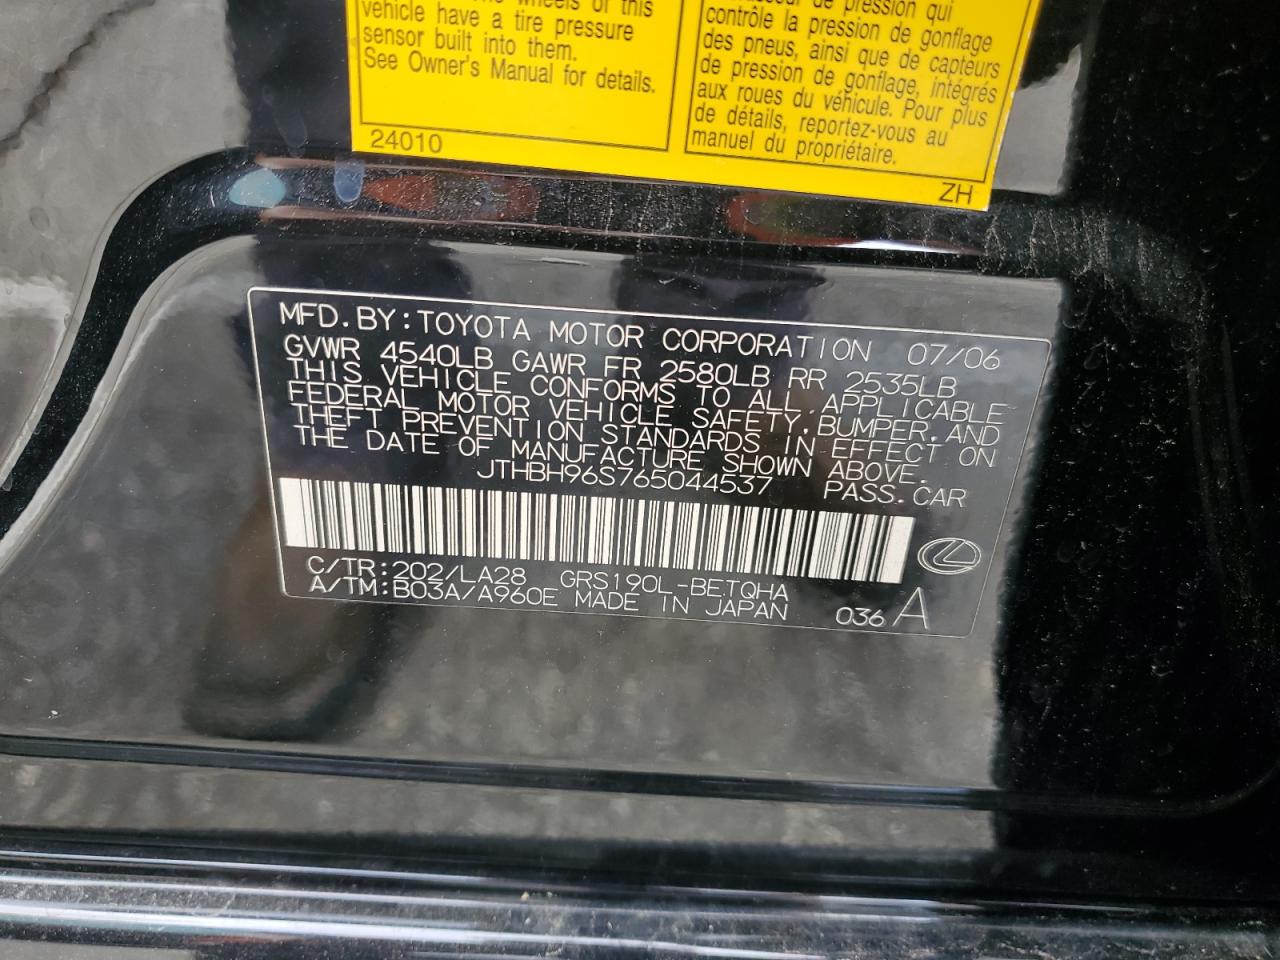 wheels of this
vehicle have a tire pressure
sensor built into them.
See Owner's Manual for details.
24010
de pression qui
contrôle la pression de gonflage
des pneus, ainsi que de capteurs
de pression de gonflage, intégrés
aux roues du véhicule. Pour plus
de détails, reportez-vous au
manuel du propriétaire.
ZH
MFD.BY:TOYOTA MOTOR CORPORATION 07/06
GVWR 4540LB GAWR FR 2580LB RR 2535LB
THIS VEHICLE CONFORMS TO ALL APPLICABLE
FEDERAL MOTOR VEHICLE SAFETY,BUMPER,AND
THEFT PREVENTION STANDARDS IN EFFECT ON
THE DATE OF MANUFACTURE SHOWN ABOVE.
JTHBH96S765044537 PASS.CAR
C/TR:202/LA28 GRS190L-BETQHA
A/TM:B03A/A960E MADE IN JAPAN 036 A